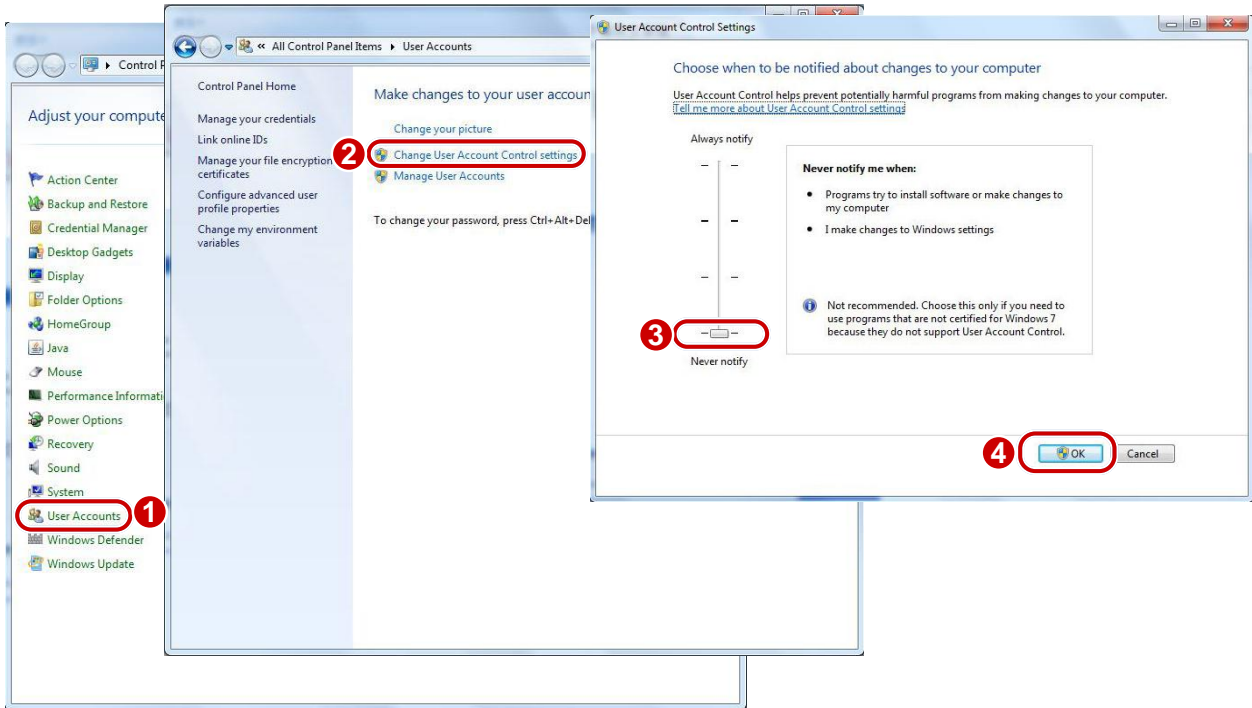 Control P
Adjust your compute
Action Center
Backup and Restore
Credential Manager
Desktop Gadgets
Display
Folder Options
HomeGroup
Java
Mouse
Performance Informati
Power Options
Recovery
Sound
System
User Accounts
1
Windows Defender
Windows Update
« All Control Panel Items ▸ User Accounts
Control Panel Home
Manage your credentials
Link online IDs
Manage your file encryption
certificates
Configure advanced user
profile properties
Change my environment
variables
Make changes to your user accoun
Change your picture
2
Change User Account Control settings
Manage User Accounts
To change your password, press Ctrl+Alt+Del
User Account Control Settings
Choose when to be notified about changes to your computer
User Account Control helps prevent potentially harmful programs from making changes to your computer.
Tell me more about User Account Control settings
Always notify
Never notify me when:
• Programs try to install software or make changes to
my computer
• I make changes to Windows settings
Not recommended. Choose this only if you need to
use programs that are not certified for Windows 7
because they do not support User Account Control.
3
Never notify
4
OK
Cancel